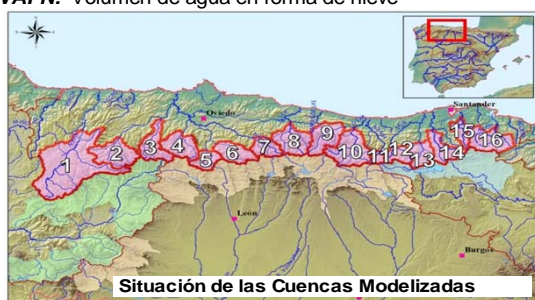 VAFN: Volumen de agua en forma de nieve
Santander
Oviedo
1 2 3 4 5 6 7 8 9 10 11 12 13 14 15 16
León
Burgos
Situación de las Cuencas Modelizadas